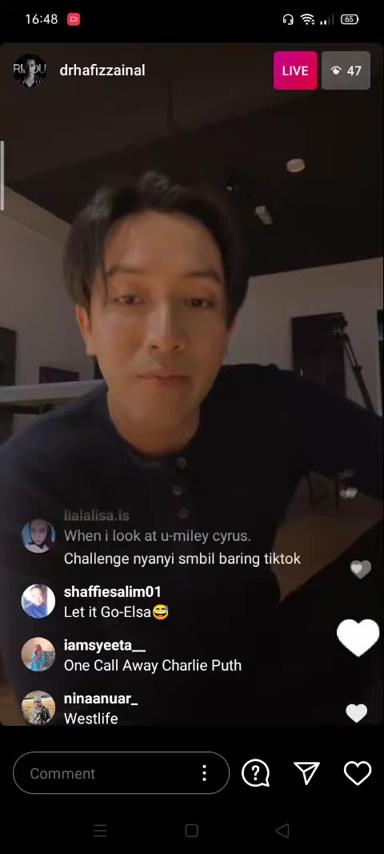 16:48
65
drhafizzainal
LIVE
47
lialalisa.ls
When i look at u-miley cyrus.
Challenge nyanyi smbil baring tiktok
shaffiesalim01
Let it Go-Elsa😅
iamsyeeta__
One Call Away Charlie Puth
ninaanuar_
Westlife
Comment